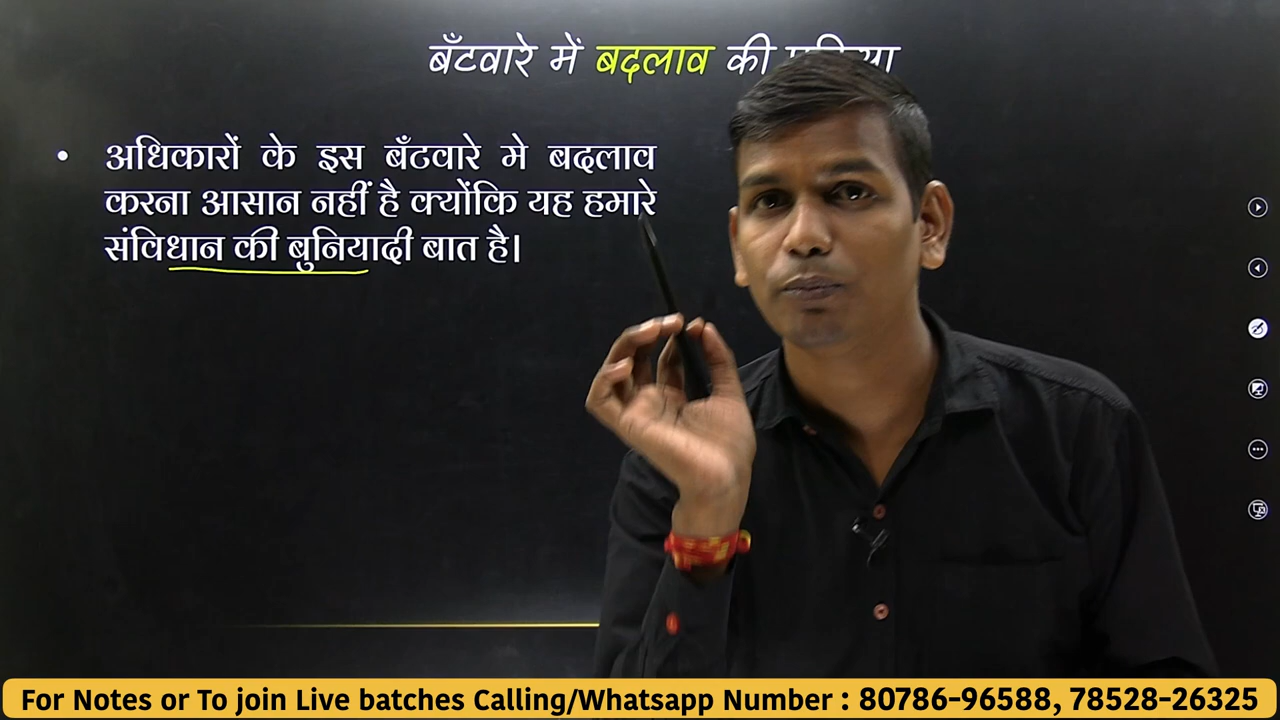 बँटवारे में बदलाव की
• अधिकारों के इस बँटवारे मे बदलाव
करना आसान नहीं है क्योंकि यह हमारे
संविधान की बुनियादी बात है।
For Notes or To join Live batches Calling/Whatsapp Number : 80786-96588, 78528-26325